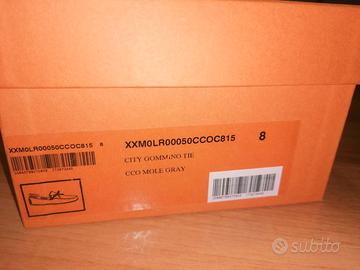 XXM0LR00050CCOC815 8
XXM0LR00050CCOC815 8
CITY GOMMINO TIE
CCO MOLE GRAY
subito